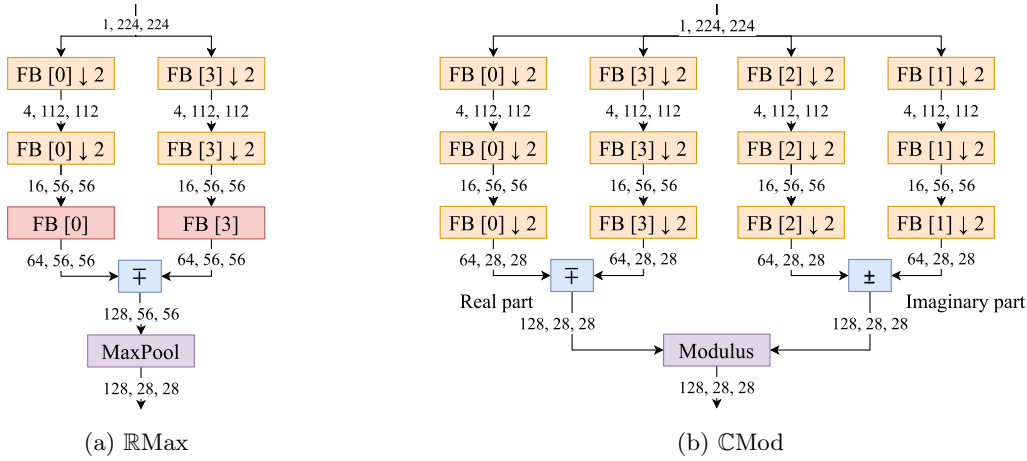 1, 224, 224
FB [0] ↓ 2 FB [3] ↓ 2
4, 112, 112 4, 112, 112
FB [0] ↓ 2 FB [3] ↓ 2
16, 56, 56 16, 56, 56
FB [0] FB [3]
64, 56, 56 64, 56, 56
∓
128, 56, 56
MaxPool
128, 28, 28
(a) ℝMax
1, 224, 224
FB [0] ↓ 2 FB [3] ↓ 2 FB [2] ↓ 2 FB [1] ↓ 2
4, 112, 112 4, 112, 112 4, 112, 112 4, 112, 112
FB [0] ↓ 2 FB [3] ↓ 2 FB [2] ↓ 2 FB [1] ↓ 2
16, 56, 56 16, 56, 56 16, 56, 56 16, 56, 56
FB [0] ↓ 2 FB [3] ↓ 2 FB [2] ↓ 2 FB [1] ↓ 2
64, 28, 28 64, 28, 28 64, 28, 28 64, 28, 28
∓ ±
Real part Imaginary part
128, 28, 28 128, 28, 28
Modulus
128, 28, 28
(b) ℂMod